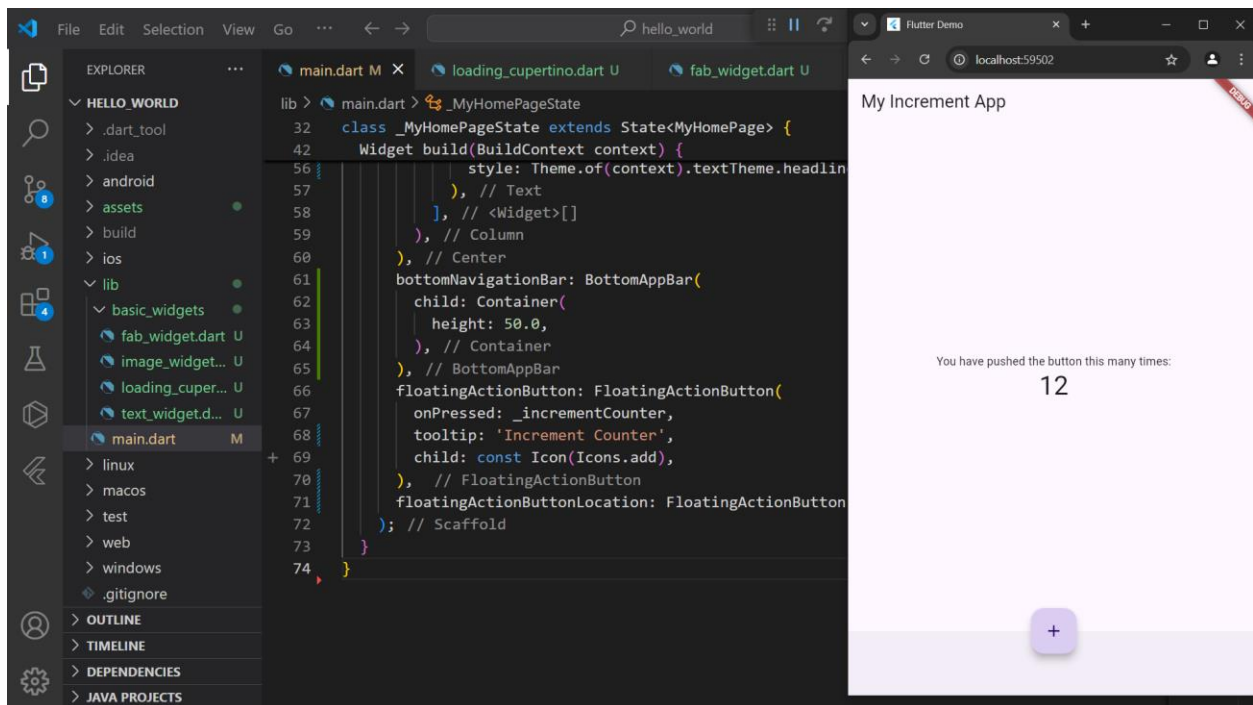 File Edit Selection View Go ··· hello_world
EXPLORER ···
HELLO_WORLD
.dart_tool
.idea
android
assets
build
ios
lib
basic_widgets
fab_widget.dart U
image_widget... U
loading_cuper... U
text_widget.d... U
main.dart M
linux
macos
test
web
windows
.gitignore
OUTLINE
TIMELINE
DEPENDENCIES
JAVA PROJECTS
8
1
4
main.dart M loading_cupertino.dart U fab_widget.dart U
lib > main.dart > _MyHomePageState
32 class _MyHomePageState extends State<MyHomePage> {
42 Widget build(BuildContext context) {
56 style: Theme.of(context).textTheme.headlin
57 ), // Text
58 ], // <Widget>[]
59 ), // Column
60 ), // Center
61 bottomNavigationBar: BottomAppBar(
62 child: Container(
63 height: 50.0,
64 ), // Container
65 ), // BottomAppBar
66 floatingActionButton: FloatingActionButton(
67 onPressed: _incrementCounter,
68 tooltip: 'Increment Counter',
69 child: const Icon(Icons.add),
70 ), // FloatingActionButton
71 floatingActionButtonLocation: FloatingActionButton
72 ); // Scaffold
73 }
74 }
Flutter Demo
localhost:59502
DEBUG
My Increment App
You have pushed the button this many times:
12
+